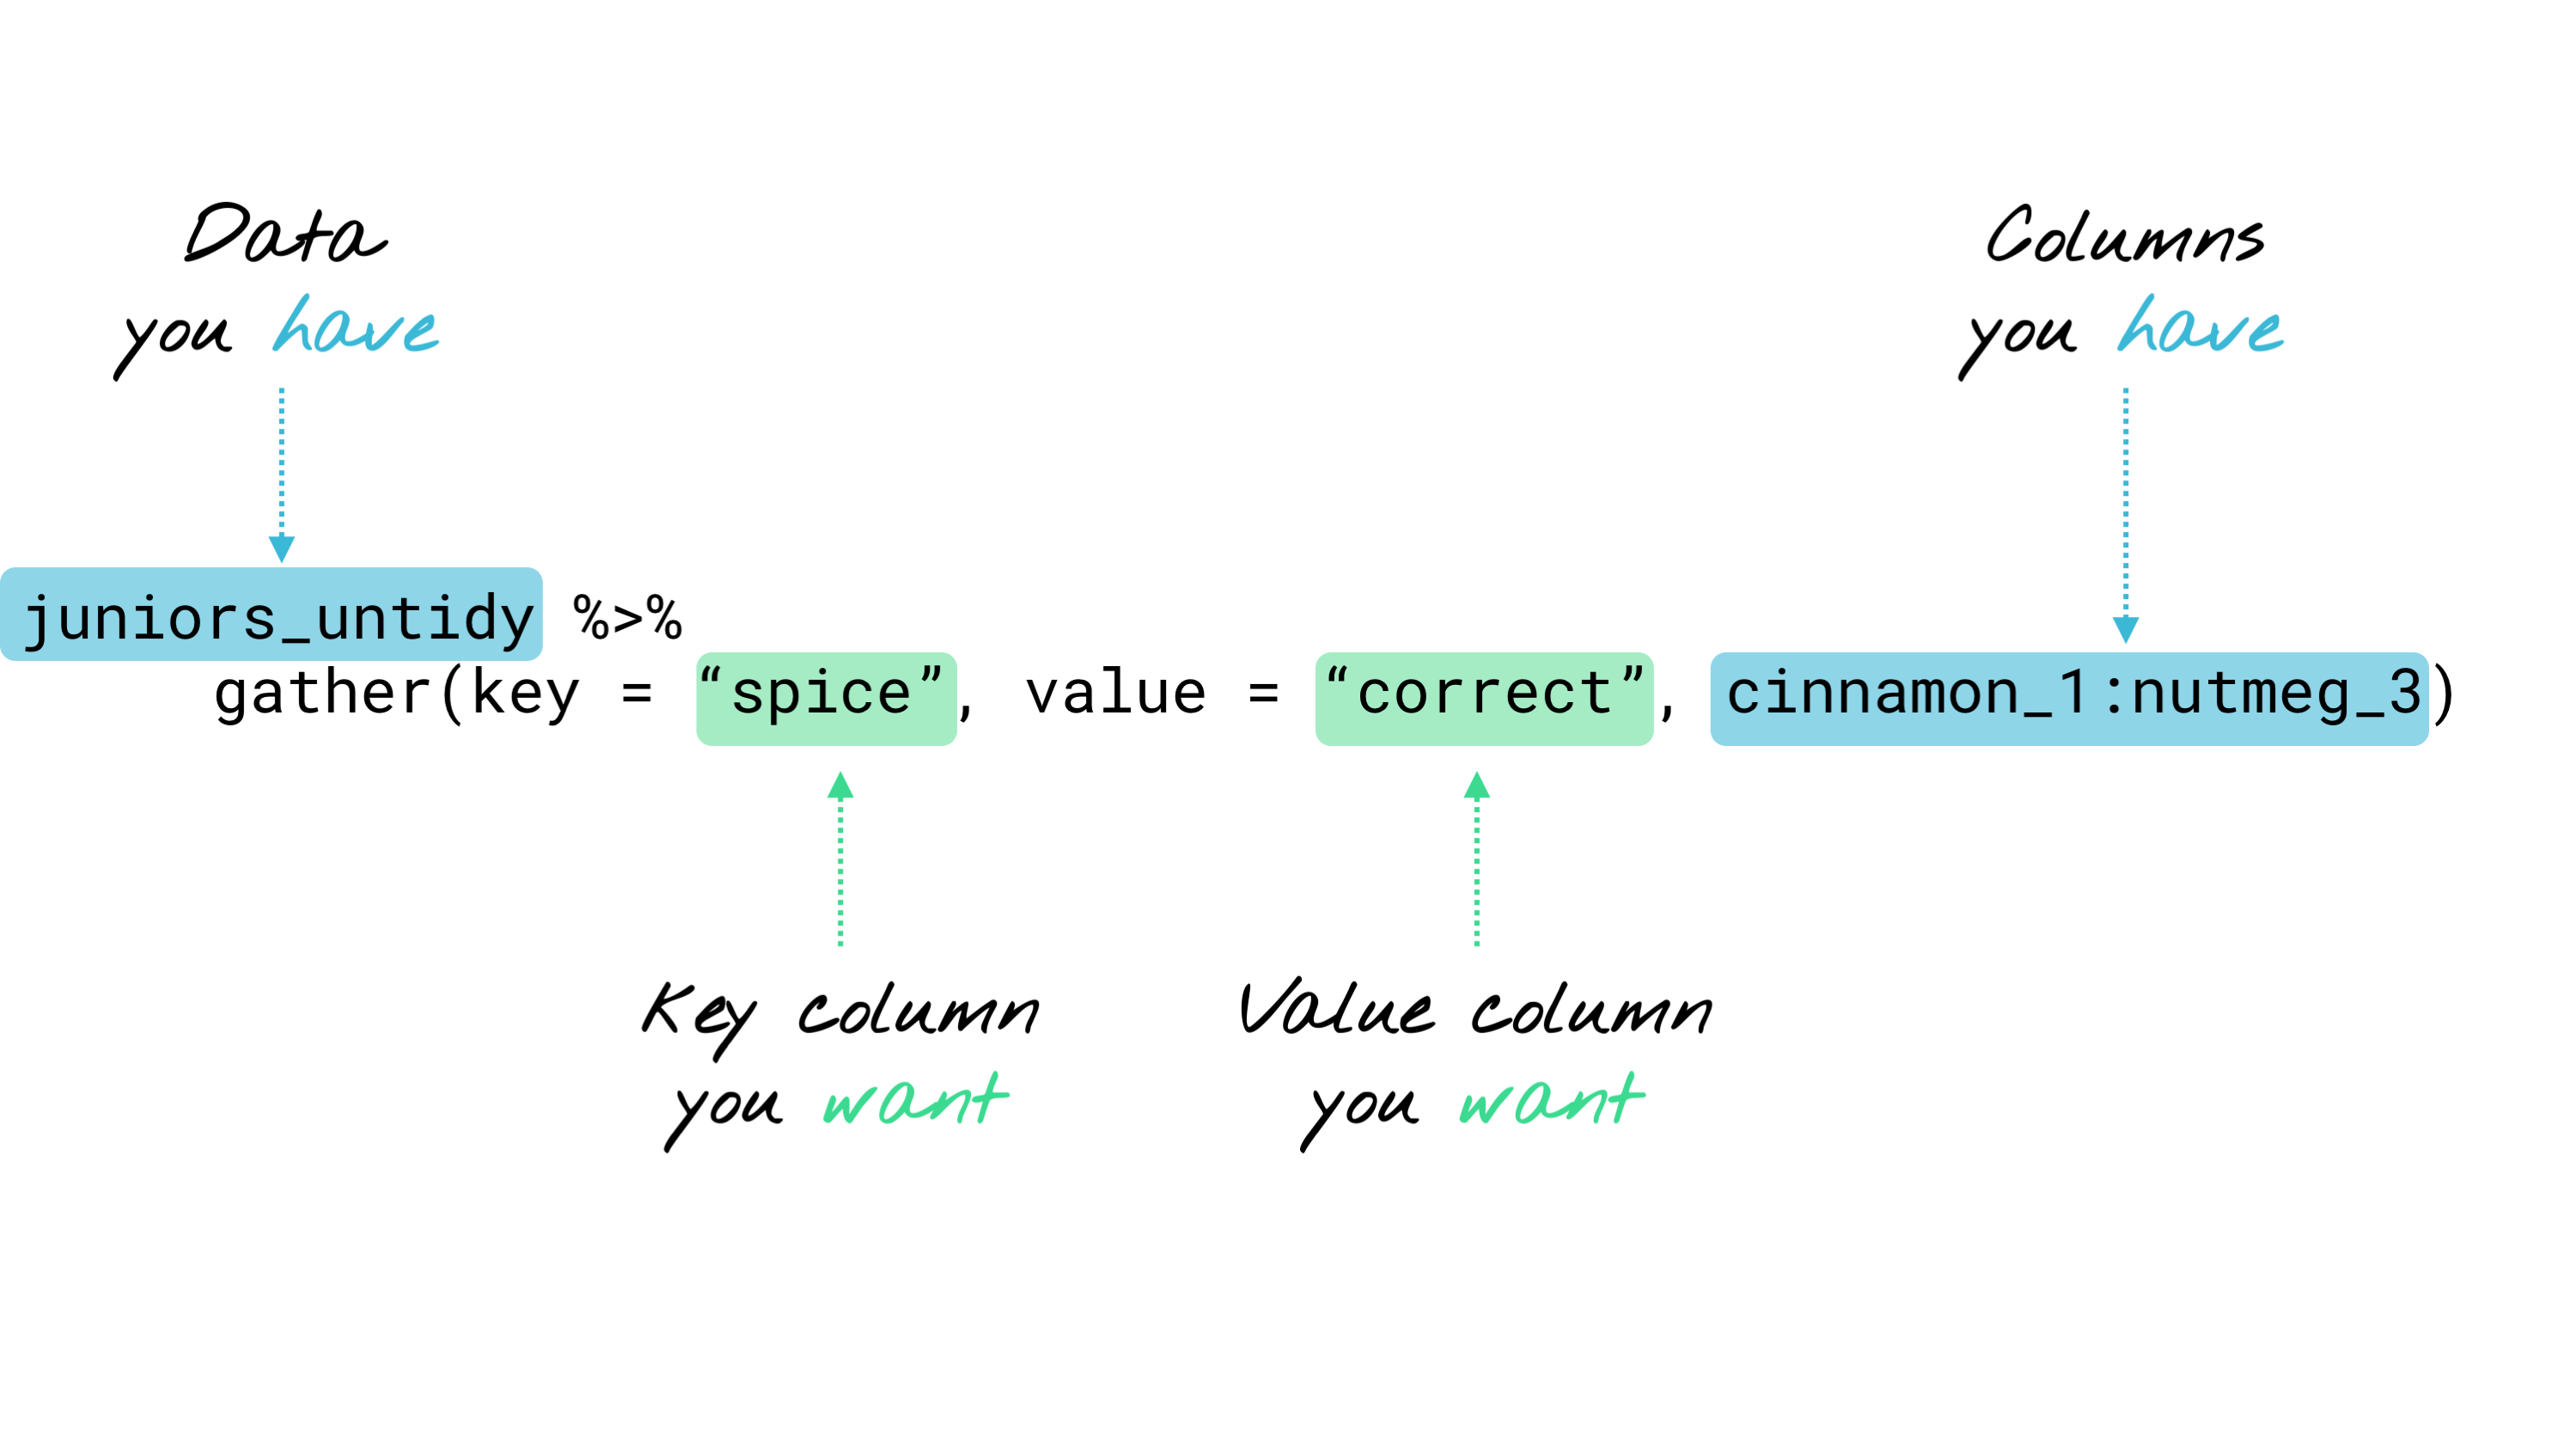 Data
you have
Columns
you have
juniors_untidy %>%
gather(key = “spice”, value = “correct”, cinnamon_1:nutmeg_3)
Key column
you want
Value column
you want